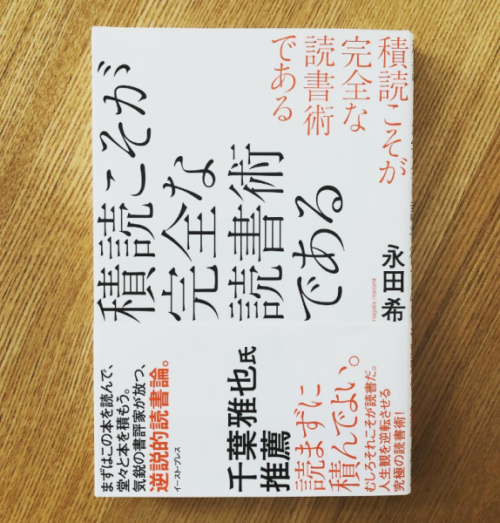 積読こそが
完全な
読書術
である
積読こそが
完全な
読書術
である
永田希
nagata nozomi
千葉雅也氏
推薦
読まずに
積んでよい。
むしろそれこそが読書だ。
人生観を逆転させる
究極の読書術！
まずはこの本を読んで、
堂々と本を積もう。
気鋭の書評家が放つ、
逆説的読書論。
イースト・プレス